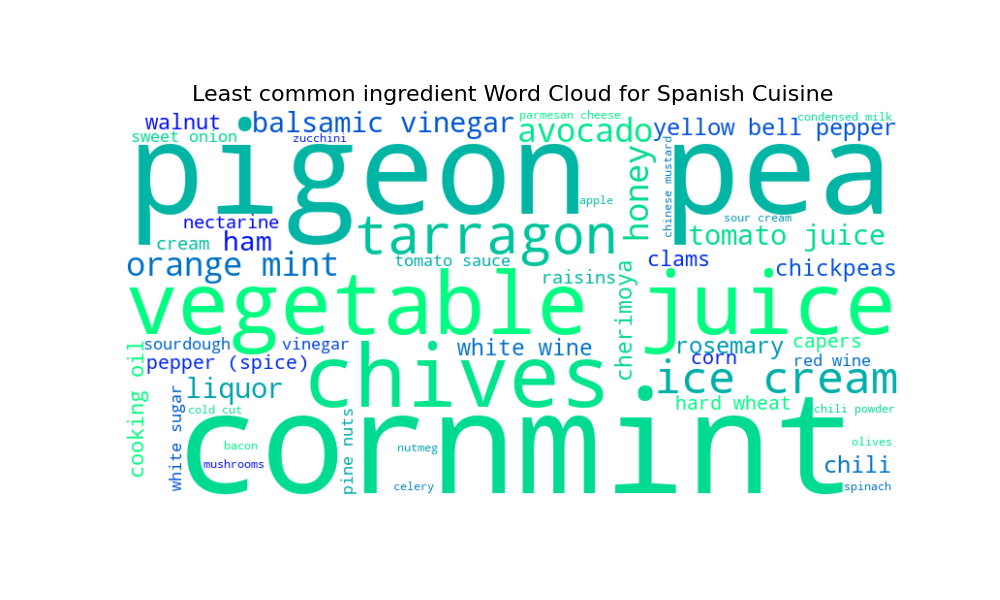 Least common ingredient Word Cloud for Spanish Cuisine
walnut
balsamic vinegar
parmesan cheese
avocado
condensed milk
yellow bell pepper
sweet onion
zucchini
pigeon pea
honey
chinese mustard
apple
nectarine
sour cream
cream
ham
tarragon
tomato juice
orange mint
tomato sauce
clams
chickpeas
raisins
cherimoya
vegetable juice
sourdough
vinegar
white wine
rosemary
capers
cooking oil
pepper (spice)
corn
red wine
chives
liquor
ice cream
white sugar
cold cut
hard wheat
chili powder
cornmint
bacon
pine nuts
nutmeg
olives
mushrooms
chili
celery
spinach